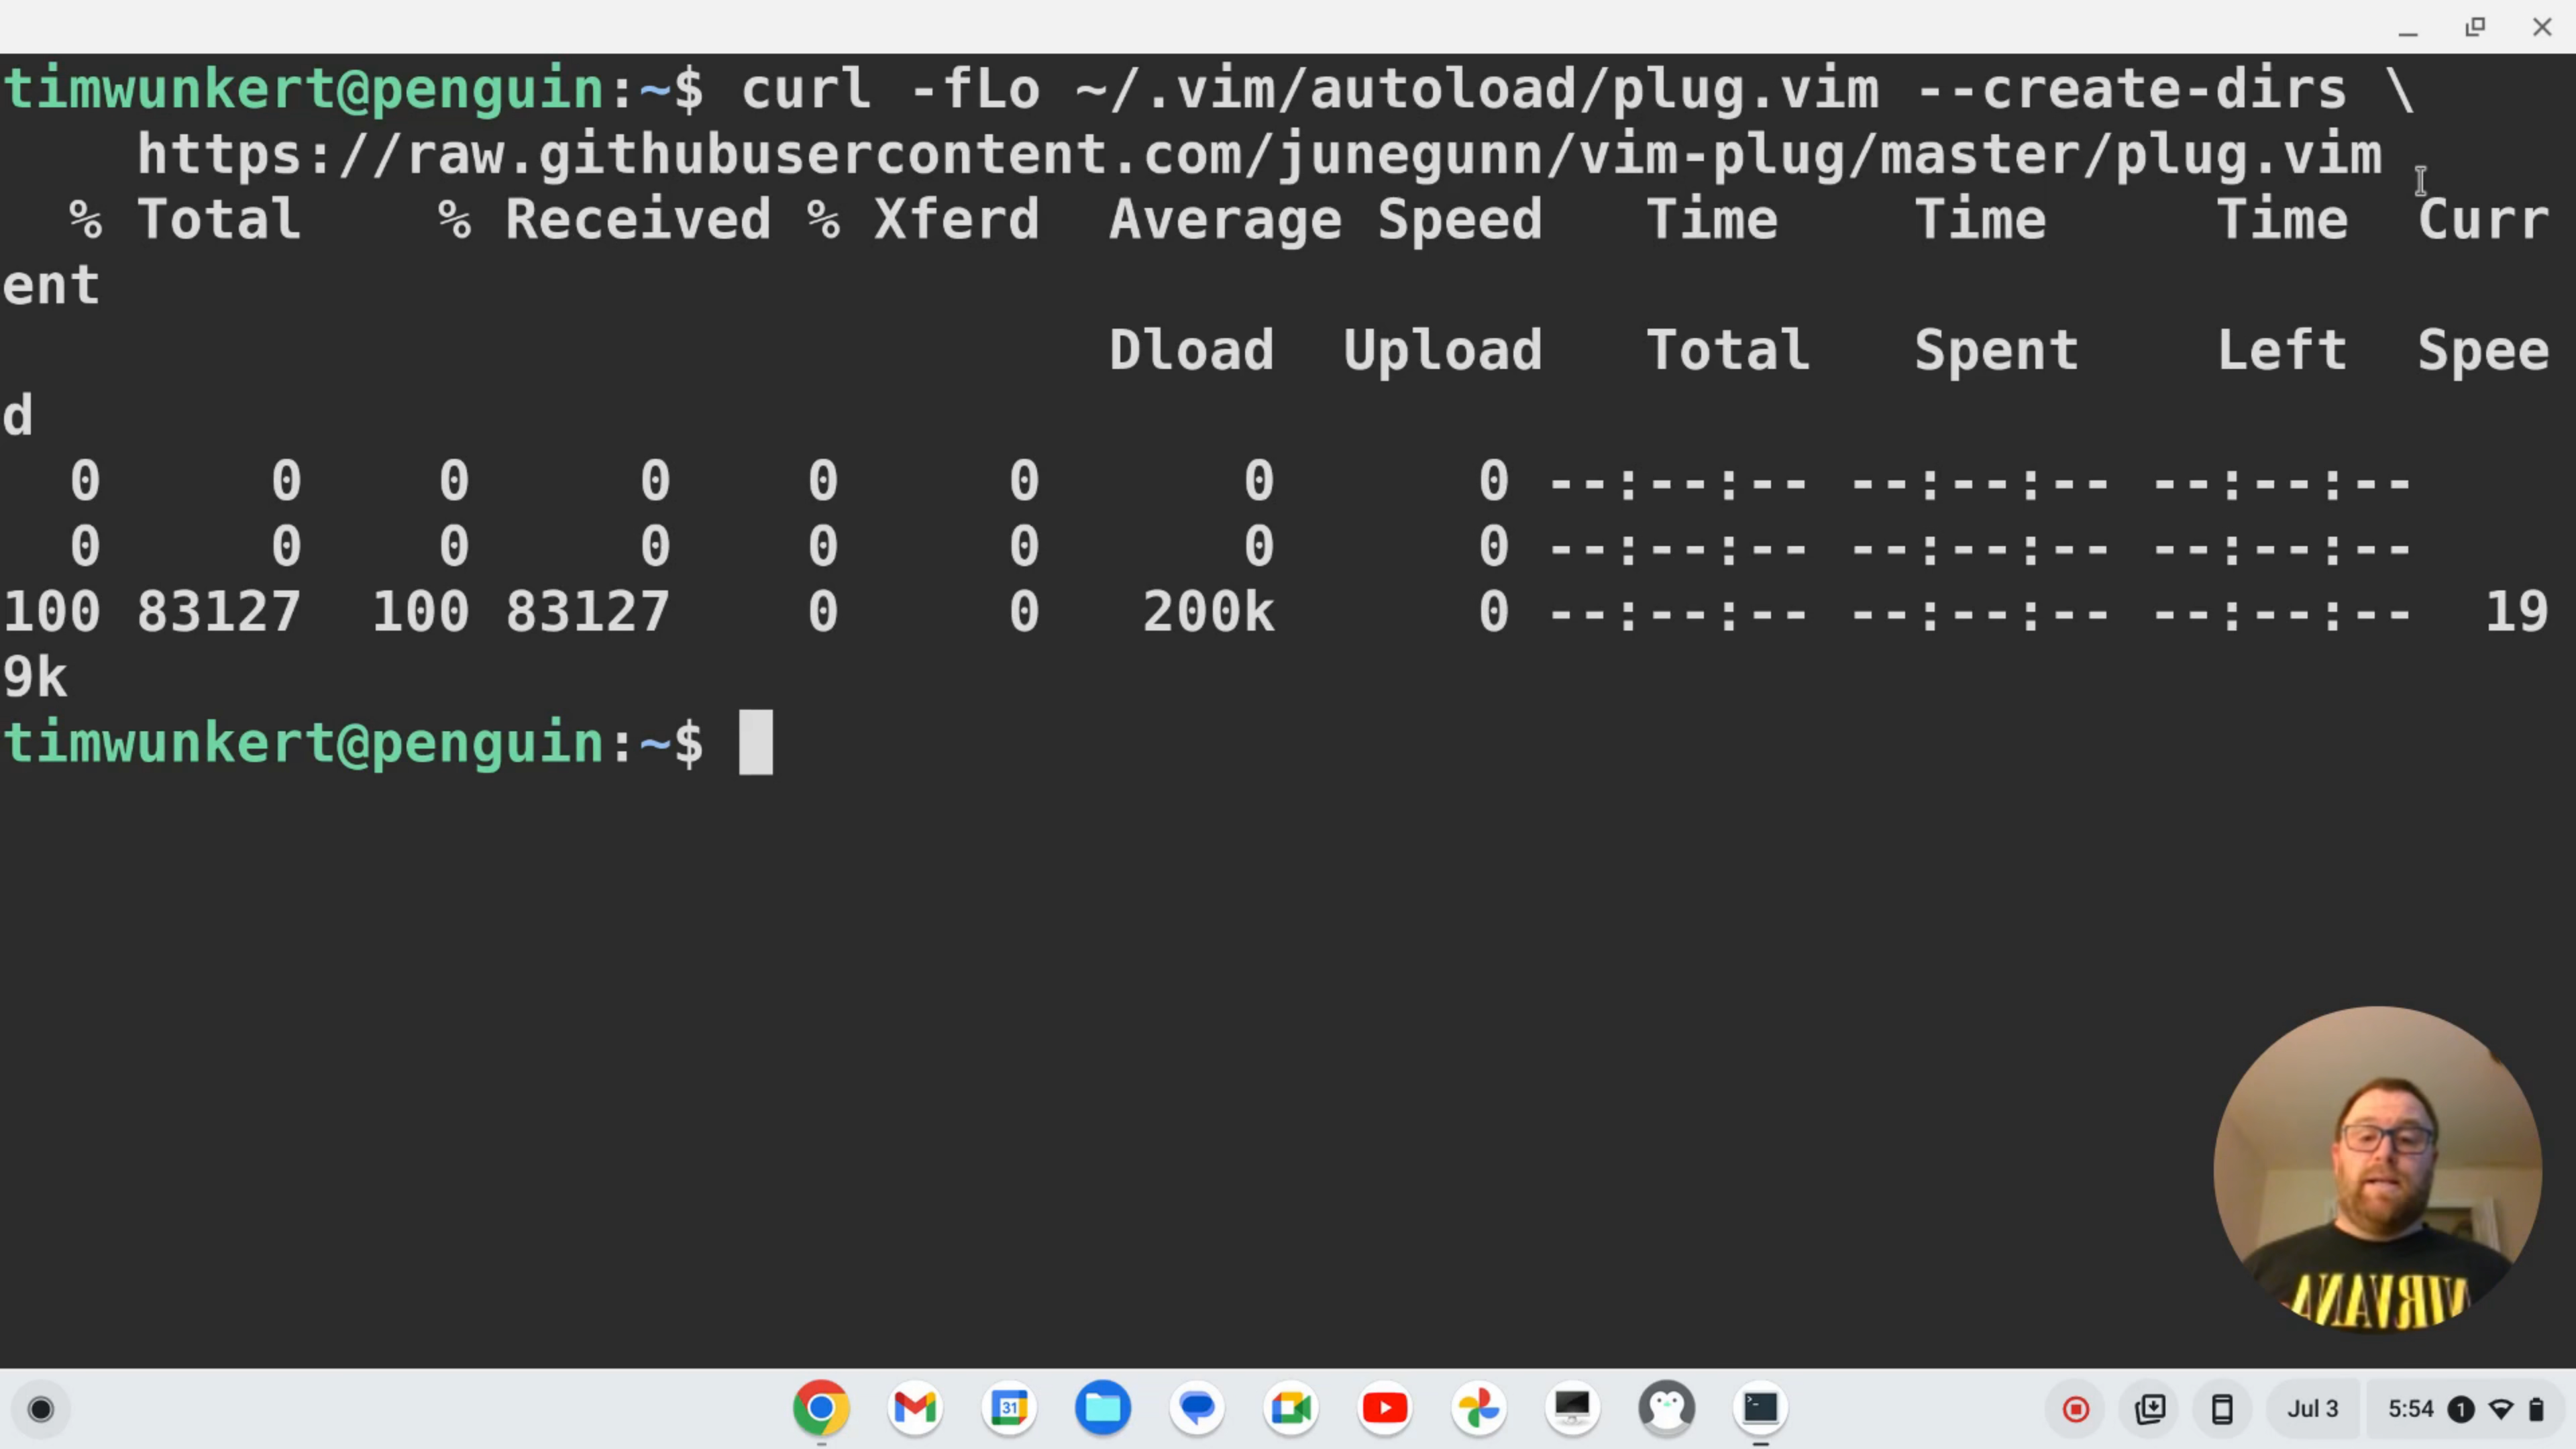 timwunkert@penguin:~$ curl -fLo ~/.vim/autoload/plug.vim --create-dirs \
    https://raw.githubusercontent.com/junegunn/vim-plug/master/plug.vim
  % Total    % Received % Xferd  Average Speed   Time    Time     Time  Curr
ent
                                 Dload  Upload   Total   Spent    Left  Spee
d
  0     0    0     0    0     0      0      0 --:--:-- --:--:-- --:--:--
  0     0    0     0    0     0      0      0 --:--:-- --:--:-- --:--:--
100 83127  100 83127    0     0   200k      0 --:--:-- --:--:-- --:--:--  19
9k
timwunkert@penguin:~$
NIRVANA
31
Jul 3
5:54 1